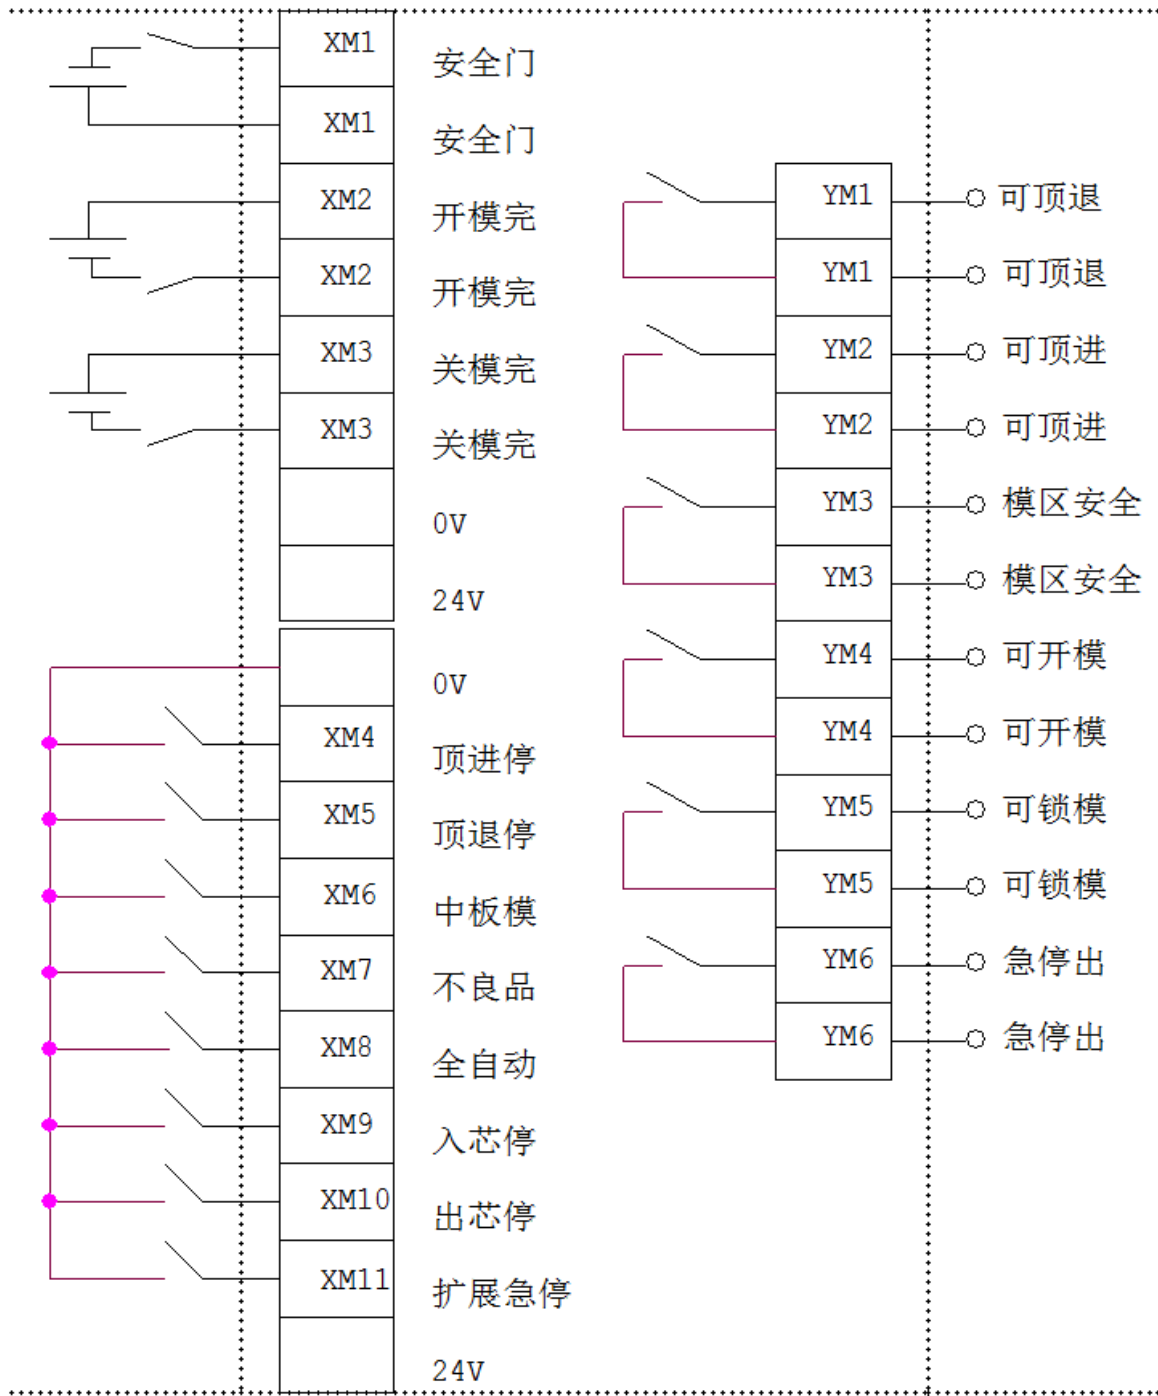 XM1 安全门
XM1 安全门
XM2 开模完
XM2 开模完
XM3 关模完
XM3 关模完
0V
24V
0V
XM4 顶进停
XM5 顶退停
XM6 中板模
XM7 不良品
XM8 全自动
XM9 入芯停
XM10 出芯停
XM11 扩展急停
24V
YM1 可顶退
YM1 可顶退
YM2 可顶进
YM2 可顶进
YM3 模区安全
YM3 模区安全
YM4 可开模
YM4 可开模
YM5 可锁模
YM5 可锁模
YM6 急停出
YM6 急停出